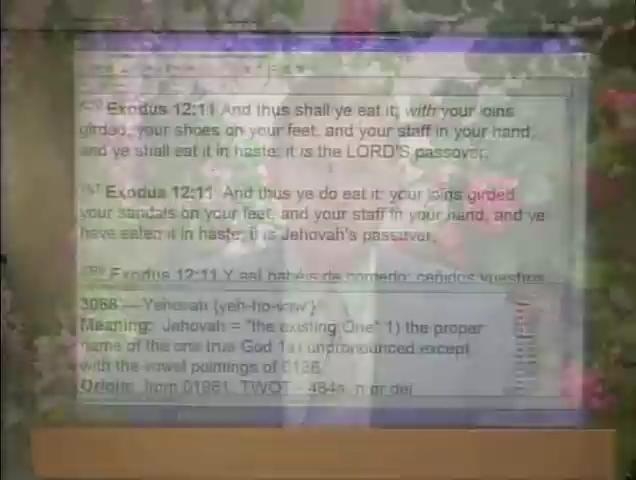 Exodus 12:11 And thus shall ye eat it; with your loins
girded, your shoes on your feet, and your staff in your hand;
and ye shall eat it in haste: it is the LORD'S passover.
Exodus 12:11 And thus ye do eat it: your loins girded
your sandals on your feet, and your staff in your hand, and ye
have eaten it in haste; it is Jehovah's passover,
Exodus 12:11 Y así habéis de comerlo: ceñidos vuestros
3068 — Yehovah {yeh-ho-vaw'}
Meaning: Jehovah = "the existing One" 1) the proper
name of the one true God 1a) unpronounced except
with the vowel pointings of 0136
Origin: from 01961; TWOT - 484a; n pr dei